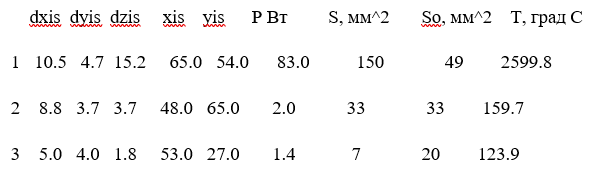 dxis dyis dzis xis yis P Вт S, мм^2 So, мм^2 T, град С
1 10.5 4.7 15.2 65.0 54.0 83.0 150 49 2599.8
2 8.8 3.7 3.7 48.0 65.0 2.0 33 33 159.7
3 5.0 4.0 1.8 53.0 27.0 1.4 7 20 123.9